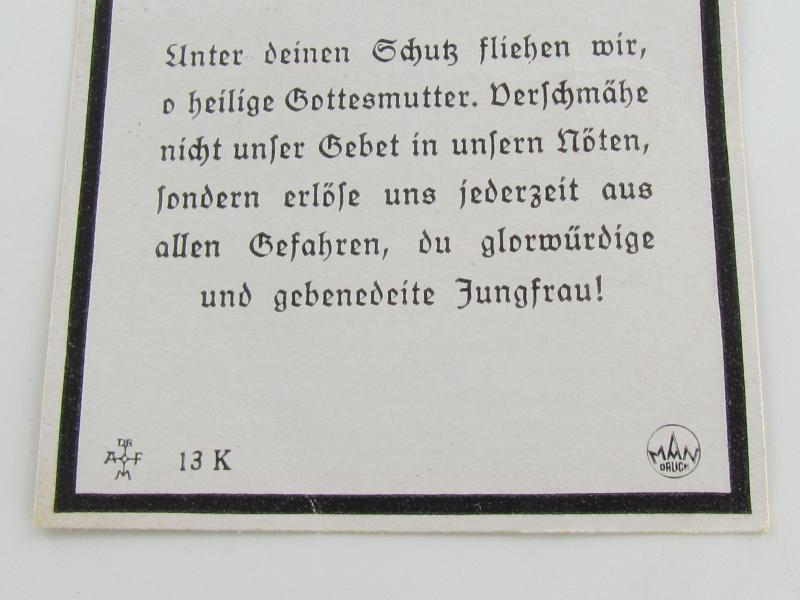 Unter deinen Schutz fliehen wir,
o heilige Gottesmutter. Verschmähe
nicht unser Gebet in unsern Nöten,
sondern erlöse uns jederzeit aus
allen Gefahren, du glorwürdige
und gebenedeite Jungfrau!
DR
A F
M
13 K
MAN
DRUCK